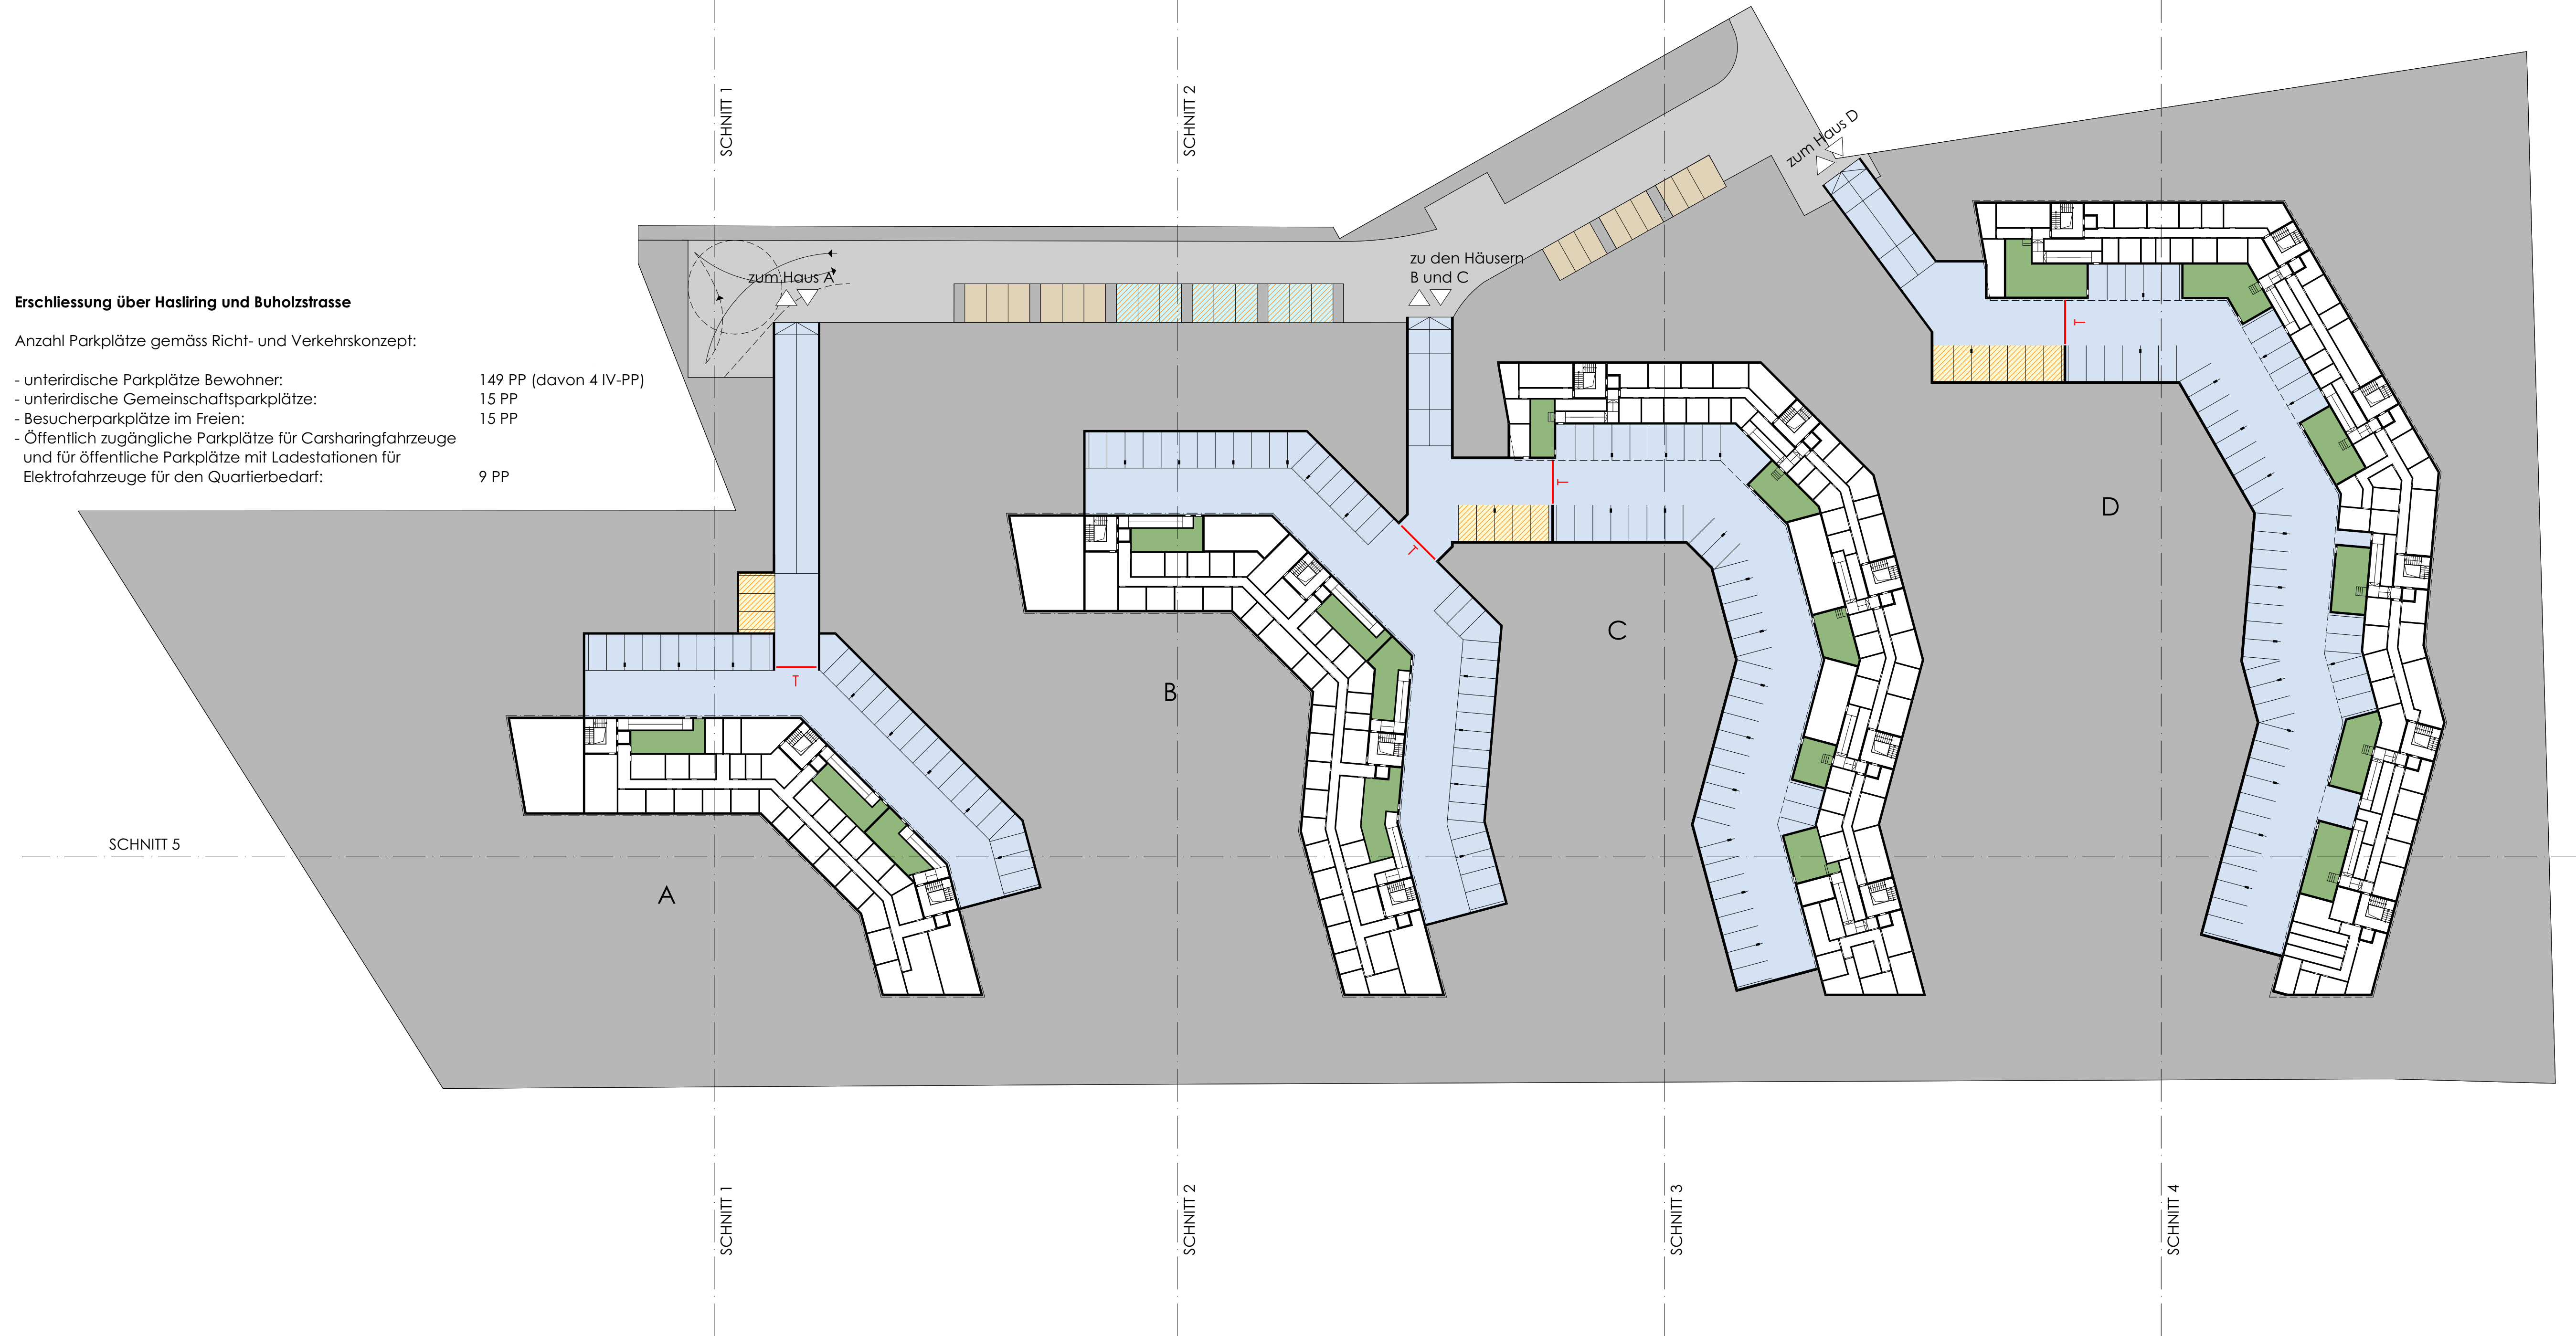 SCHNITT 1
SCHNITT 2
zum Haus D
zum Haus A
zu den Häusern
B und C
Erschliessung über Hasliring und Buholzstrasse
Anzahl Parkplätze gemäss Richt- und Verkehrskonzept:
- unterirdische Parkplätze Bewohner: 149 PP (davon 4 IV-PP)
- unterirdische Gemeinschaftsparkplätze: 15 PP
- Besucherparkplätze im Freien: 15 PP
- Öffentlich zugängliche Parkplätze für Carsharingfahrzeuge
und für öffentliche Parkplätze mit Ladestationen für
Elektrofahrzeuge für den Quartierbedarf: 9 PP
T
T
T
T
D
C
B
A
SCHNITT 5
SCHNITT 1
SCHNITT 2
SCHNITT 3
SCHNITT 4